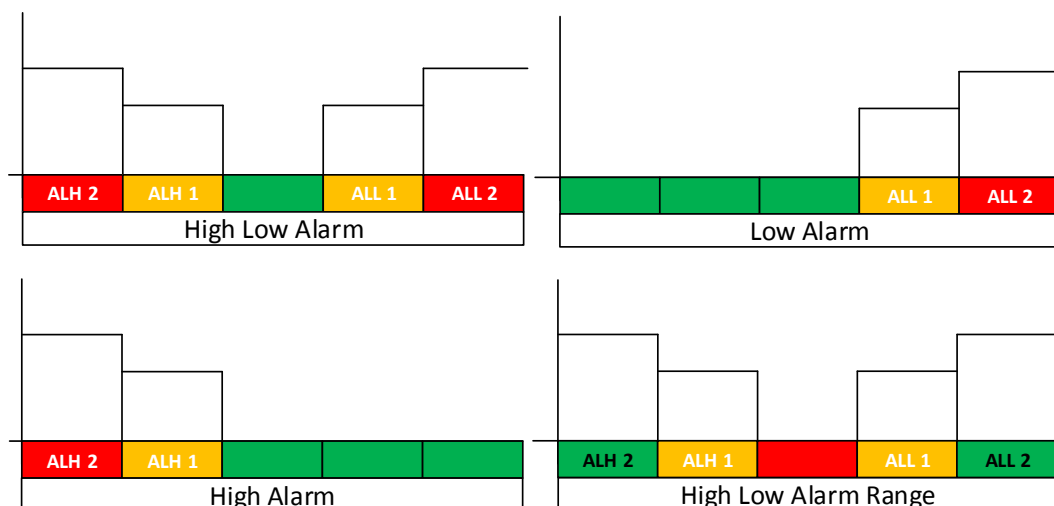 ALH 2 ALH 1 ALL 1 ALL 2
High Low Alarm
ALL 1 ALL 2
Low Alarm
ALH 2 ALH 1
High Alarm
ALH 2 ALH 1 ALL 1 ALL 2
High Low Alarm Range